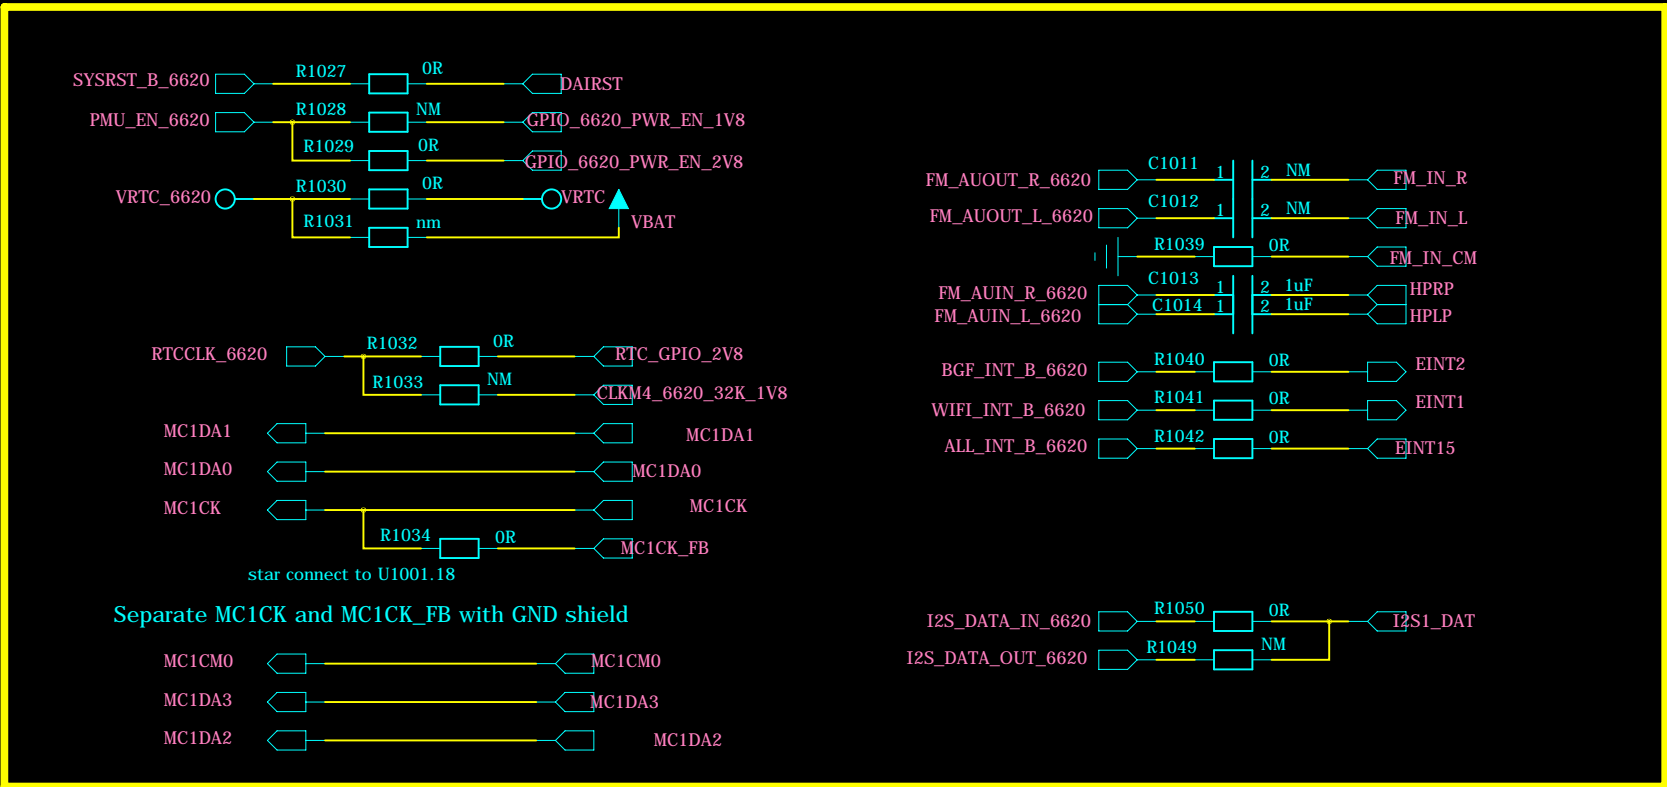 SYSRST_B_6620 R1027 0R DAIRST
PMU_EN_6620 R1028 NM GPIO_6620_PWR_EN_1V8
R1029 0R GPIO_6620_PWR_EN_2V8
VRTC_6620 R1030 0R VRTC
R1031 nm VBAT
RTCCLK_6620 R1032 0R RTC_GPIO_2V8
R1033 NM CLKM4_6620_32K_1V8
MC1DA1 MC1DA1
MC1DA0 MC1DA0
MC1CK MC1CK
R1034 0R MC1CK_FB
star connect to U1001.18
Separate MC1CK and MC1CK_FB with GND shield
MC1CM0 MC1CM0
MC1DA3 MC1DA3
MC1DA2 MC1DA2
FM_AUOUT_R_6620 C1011 1 2 NM FM_IN_R
FM_AUOUT_L_6620 C1012 1 2 NM FM_IN_L
R1039 0R FM_IN_CM
FM_AUIN_R_6620 C1013 1 2 1uF HPRP
FM_AUIN_L_6620 C1014 1 2 1uF HPLP
BGF_INT_B_6620 R1040 0R EINT2
WIFI_INT_B_6620 R1041 0R EINT1
ALL_INT_B_6620 R1042 0R EINT15
I2S_DATA_IN_6620 R1050 0R I2S1_DAT
I2S_DATA_OUT_6620 R1049 NM